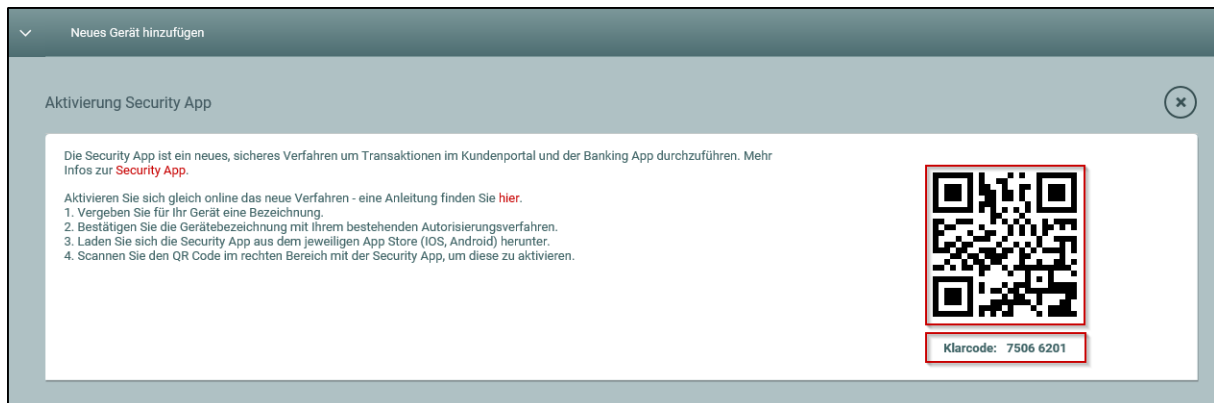 Neues Gerät hinzufügen
Aktivierung Security App
Die Security App ist ein neues, sicheres Verfahren um Transaktionen im Kundenportal und der Banking App durchzuführen. Mehr
Infos zur Security App.
Aktivieren Sie sich gleich online das neue Verfahren - eine Anleitung finden Sie hier.
1. Vergeben Sie für Ihr Gerät eine Bezeichnung.
2. Bestätigen Sie die Gerätebezeichnung mit Ihrem bestehenden Autorisierungsverfahren.
3. Laden Sie sich die Security App aus dem jeweiligen App Store (IOS, Android) herunter.
4. Scannen Sie den QR Code im rechten Bereich mit der Security App, um diese zu aktivieren.
Klarcode: 7506 6201